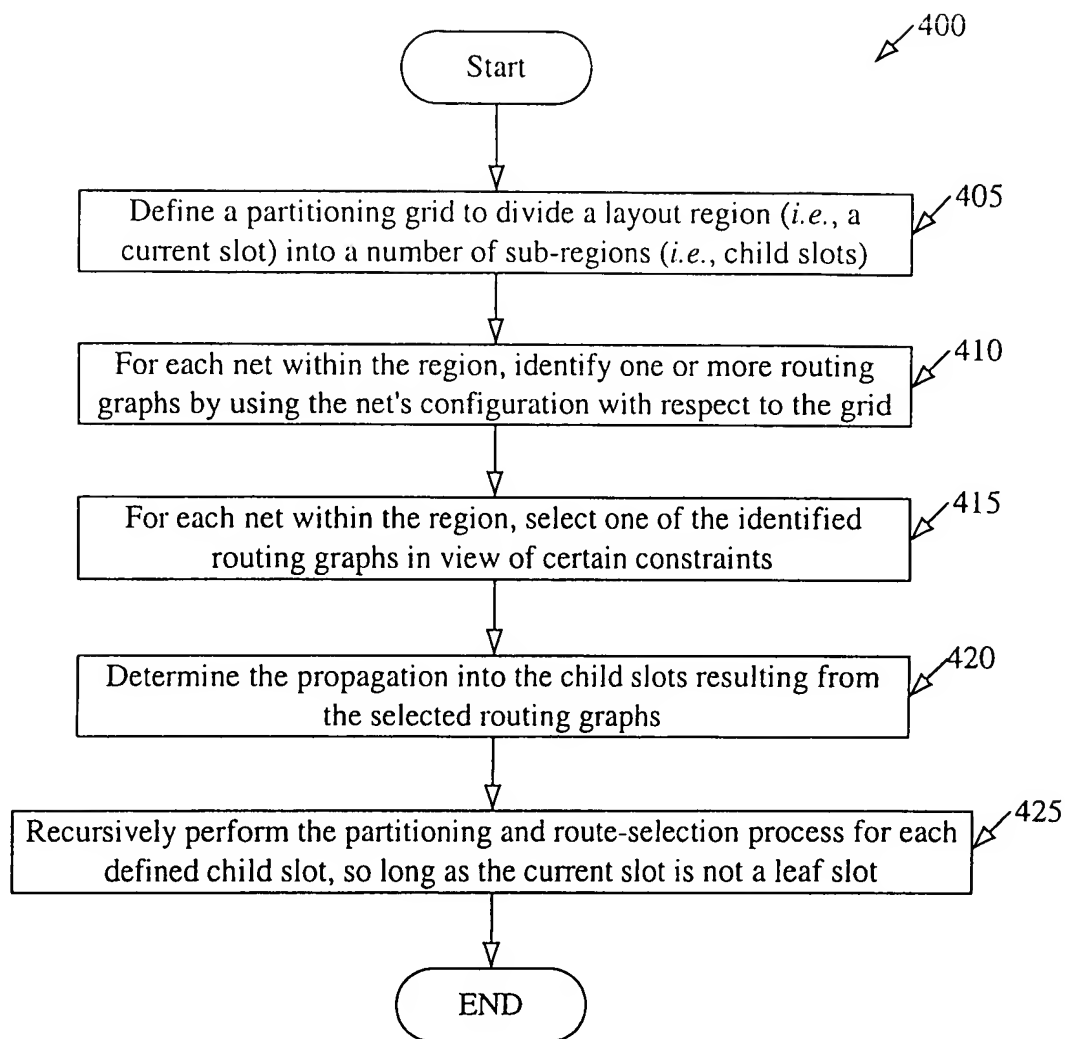 400
Start
405
Define a partitioning grid to divide a layout region (i.e., a
current slot) into a number of sub-regions (i.e., child slots)
410
For each net within the region, identify one or more routing
graphs by using the net's configuration with respect to the grid
415
For each net within the region, select one of the identified
routing graphs in view of certain constraints
420
Determine the propagation into the child slots resulting from
the selected routing graphs
425
Recursively perform the partitioning and route-selection process for each
defined child slot, so long as the current slot is not a leaf slot
END